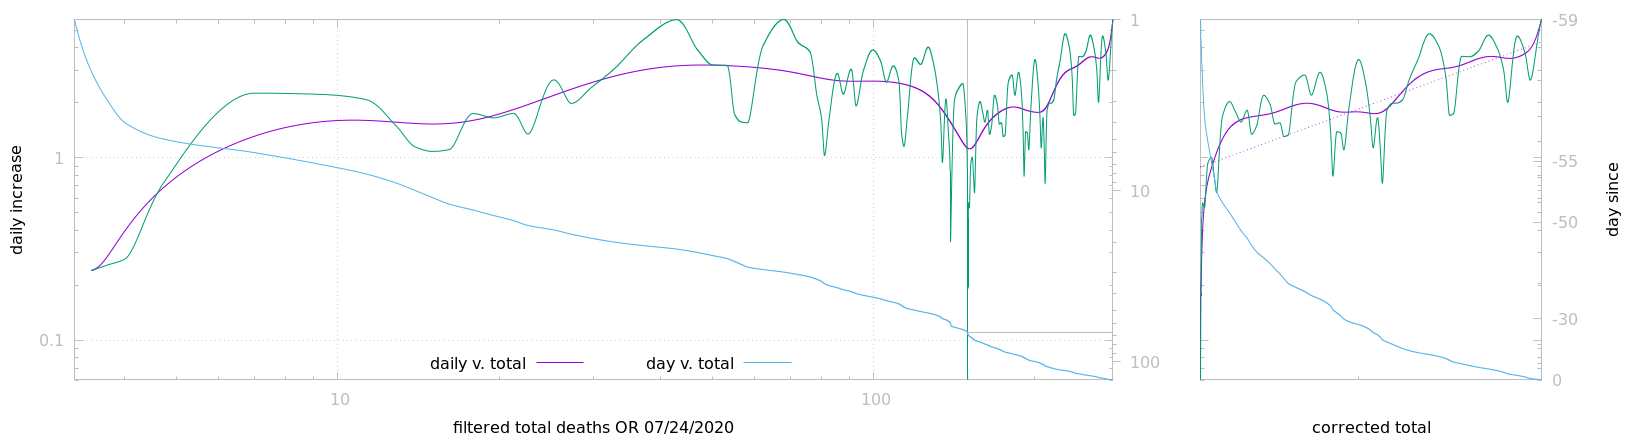 daily increase
1
0.1
daily v. total
day v. total
10
100
filtered total deaths OR 07/24/2020
1
10
100
-59
-55
-50
-30
0
day since
corrected total